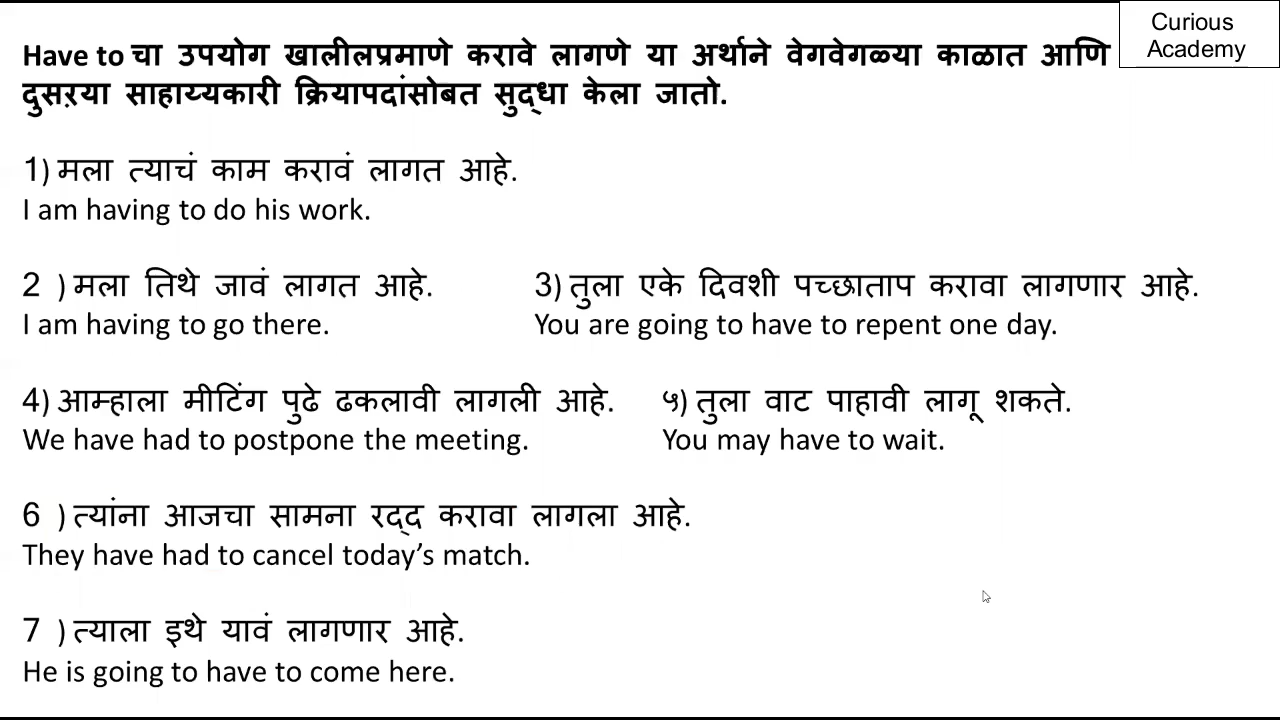 Curious
Academy
Have to चा उपयोग खालीलप्रमाणे करावे लागणे या अर्थाने वेगवेगळ्या काळात आणि
दुसऱ्या साहाय्यकारी क्रियापदांसोबत सुद्धा केला जातो.
1) मला त्याचं काम करावं लागत आहे.
I am having to do his work.
2 ) मला तिथे जावं लागत आहे.
I am having to go there.
3) तुला एके दिवशी पच्छाताप करावा लागणार आहे.
You are going to have to repent one day.
4) आम्हाला मीटिंग पुढे ढकलावी लागली आहे.
We have had to postpone the meeting.
५) तुला वाट पाहावी लागू शकते.
You may have to wait.
6 ) त्यांना आजचा सामना रद्द करावा लागला आहे.
They have had to cancel today’s match.
7 ) त्याला इथे यावं लागणार आहे.
He is going to have to come here.